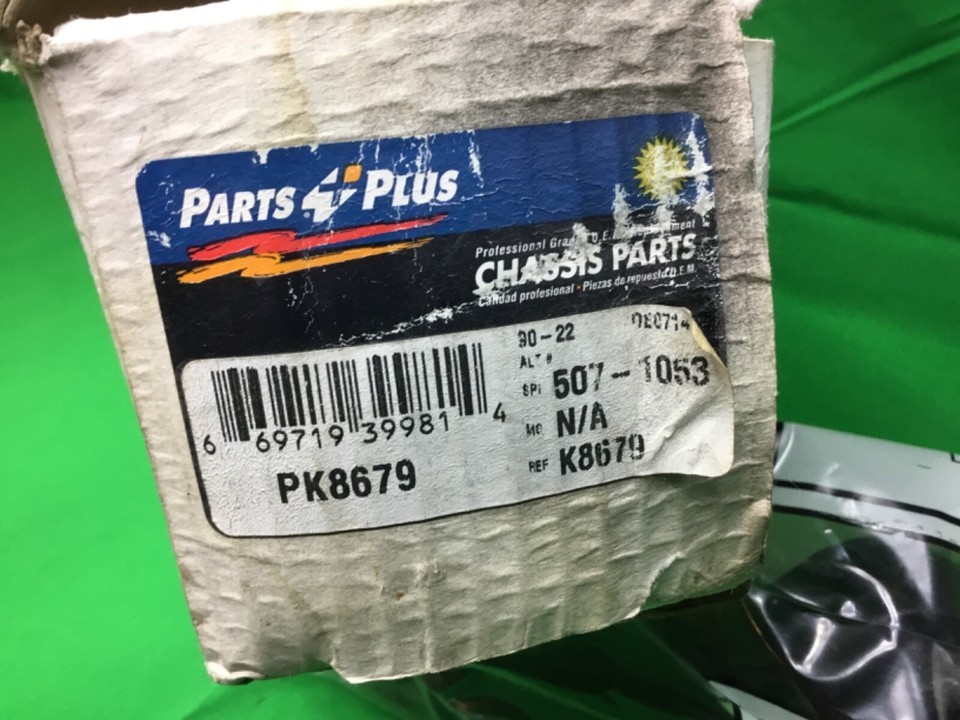 PARTS PLUS
Professional
CHASSIS PARTS
Calidad profesional • Piezas de repuesto O.E.M.
90-22
ALT #
SPI 507-1053
MO N/A
REF K8679
6 69719 39981 4
PK8679